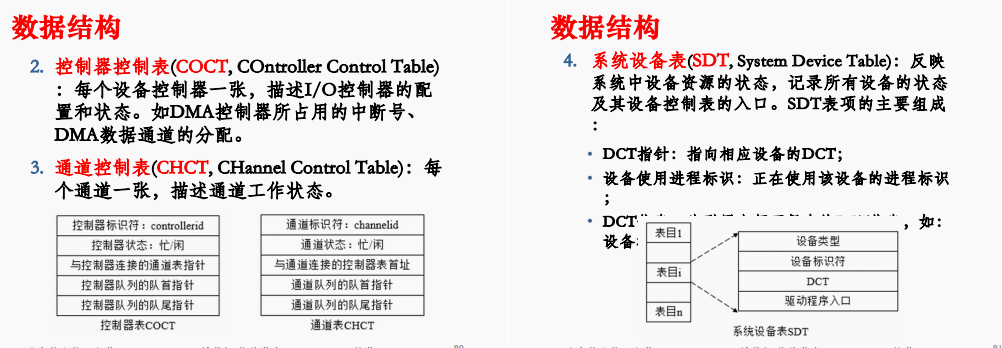 数据结构
2. 控制器控制表(COCT, COntroller Control Table)
：每个设备控制器一张，描述I/O控制器的配
置和状态。如DMA控制器所占用的中断号、
DMA数据通道的分配。
3. 通道控制表(CHCT, CHannel Control Table)：每
个通道一张，描述通道工作状态。
控制器标识符：controllerid
控制器状态：忙/闲
与控制器连接的通道表指针
控制器队列的队首指针
控制器队列的队尾指针
控制器表COCT
通道标识符：channelid
通道状态：忙/闲
与通道连接的控制器表首址
通道队列的队首指针
通道队列的队尾指针
通道表CHCT
数据结构
4. 系统设备表(SDT, System Device Table)：反映
系统中设备资源的状态，记录所有设备的状态
及其设备控制表的入口。SDT表项的主要组成
：
• DCT指针：指向相应设备的DCT；
• 设备使用进程标识：正在使用该设备的进程标识
；
• DCT ，如：
设备
表目1
表目i
表目n
设备类型
设备标识符
DCT
驱动程序入口
系统设备表SDT